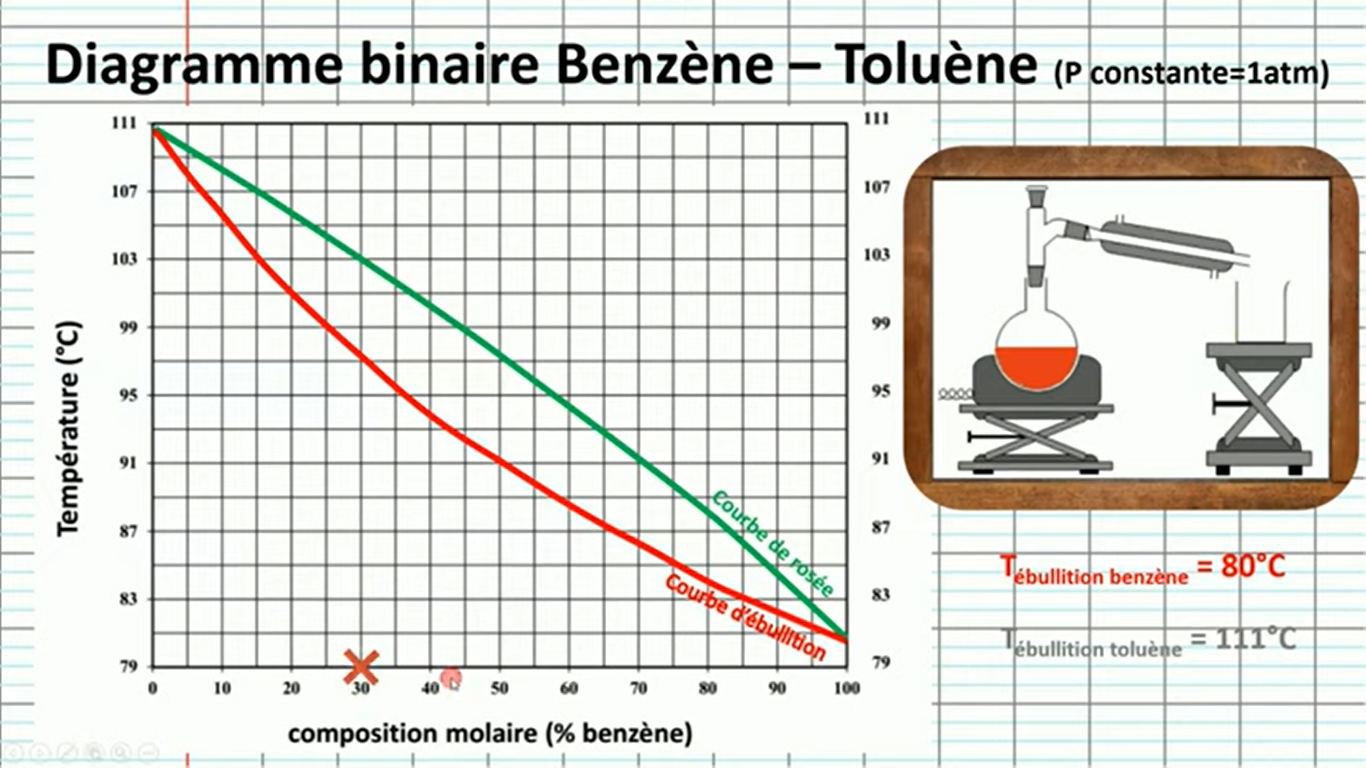 Diagramme binaire Benzène – Toluène (P constante=1atm)
111
107
103
99
95
91
87
83
79
Température (°C)
111
107
103
99
95
91
87
83
79
Courbe de rosée
Courbe d'ébullition
0 10 20 30 40 50 60 70 80 90 100
composition molaire (% benzène)
Tébullition benzène = 80°C
Tébullition toluène = 111°C